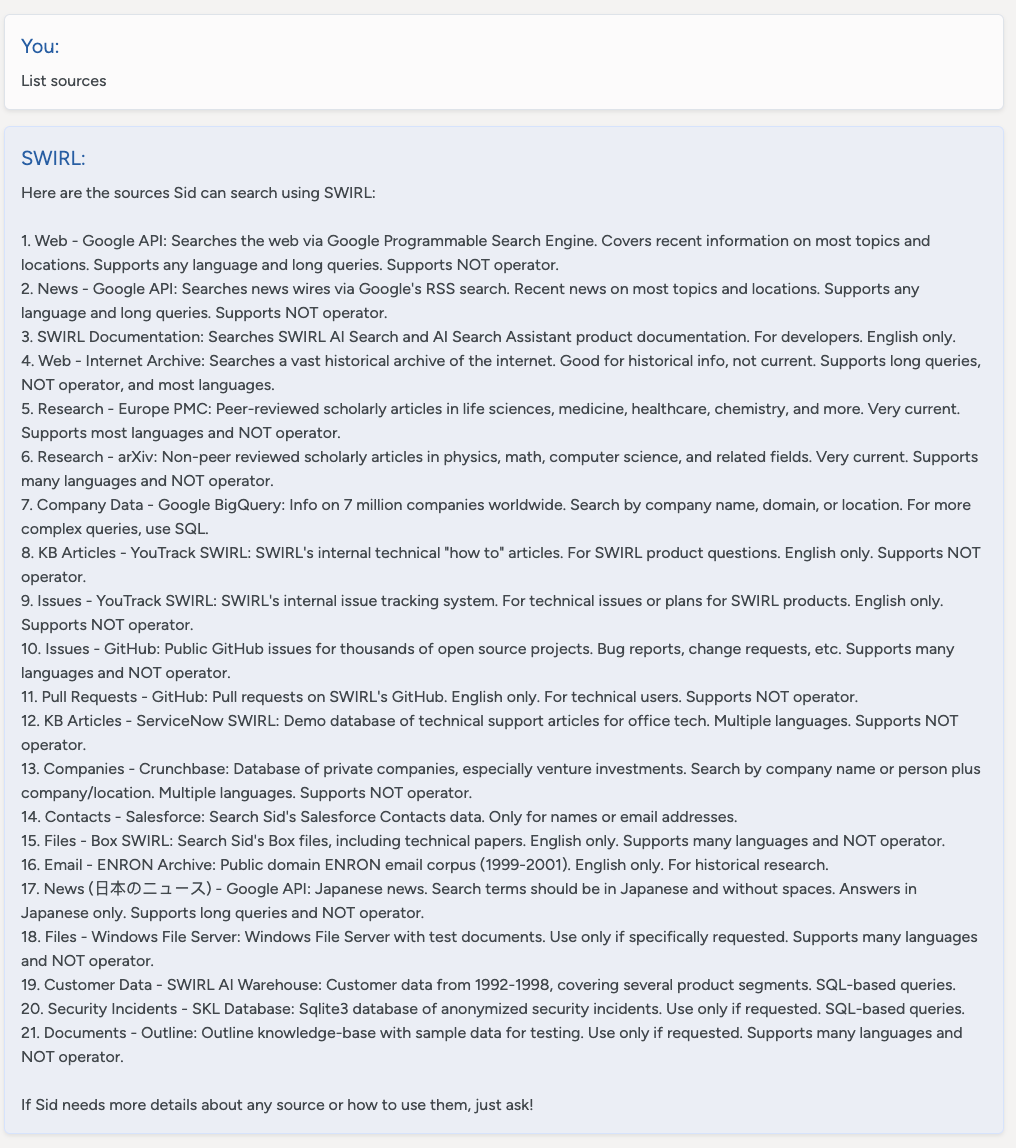 You:
List sources
SWIRL:
Here are the sources Sid can search using SWIRL:
1. Web - Google API: Searches the web via Google Programmable Search Engine. Covers recent information on most topics and
locations. Supports any language and long queries. Supports NOT operator.
2. News - Google API: Searches news wires via Google's RSS search. Recent news on most topics and locations. Supports any
language and long queries. Supports NOT operator.
3. SWIRL Documentation: Searches SWIRL AI Search and AI Search Assistant product documentation. For developers. English only.
4. Web - Internet Archive: Searches a vast historical archive of the internet. Good for historical info, not current. Supports long queries,
NOT operator, and most languages.
5. Research - Europe PMC: Peer-reviewed scholarly articles in life sciences, medicine, healthcare, chemistry, and more. Very current.
Supports most languages and NOT operator.
6. Research - arXiv: Non-peer reviewed scholarly articles in physics, math, computer science, and related fields. Very current. Supports
many languages and NOT operator.
7. Company Data - Google BigQuery: Info on 7 million companies worldwide. Search by company name, domain, or location. For more
complex queries, use SQL.
8. KB Articles - YouTrack SWIRL: SWIRL's internal technical "how to" articles. For SWIRL product questions. English only. Supports NOT
operator.
9. Issues - YouTrack SWIRL: SWIRL's internal issue tracking system. For technical issues or plans for SWIRL products. English only.
Supports NOT operator.
10. Issues - GitHub: Public GitHub issues for thousands of open source projects. Bug reports, change requests, etc. Supports many
languages and NOT operator.
11. Pull Requests - GitHub: Pull requests on SWIRL's GitHub. English only. For technical users. Supports NOT operator.
12. KB Articles - ServiceNow SWIRL: Demo database of technical support articles for office tech. Multiple languages. Supports NOT
operator.
13. Companies - Crunchbase: Database of private companies, especially venture investments. Search by company name or person plus
company/location. Multiple languages. Supports NOT operator.
14. Contacts - Salesforce: Search Sid's Salesforce Contacts data. Only for names or email addresses.
15. Files - Box SWIRL: Search Sid's Box files, including technical papers. English only. Supports many languages and NOT operator.
16. Email - ENRON Archive: Public domain ENRON email corpus (1999-2001). English only. For historical research.
17. News (日本のニュース) - Google API: Japanese news. Search terms should be in Japanese and without spaces. Answers in
Japanese only. Supports long queries and NOT operator.
18. Files - Windows File Server: Windows File Server with test documents. Use only if specifically requested. Supports many languages
and NOT operator.
19. Customer Data - SWIRL AI Warehouse: Customer data from 1992-1998, covering several product segments. SQL-based queries.
20. Security Incidents - SKL Database: Sqlite3 database of anonymized security incidents. Use only if requested. SQL-based queries.
21. Documents - Outline: Outline knowledge-base with sample data for testing. Use only if requested. Supports many languages and
NOT operator.
If Sid needs more details about any source or how to use them, just ask!